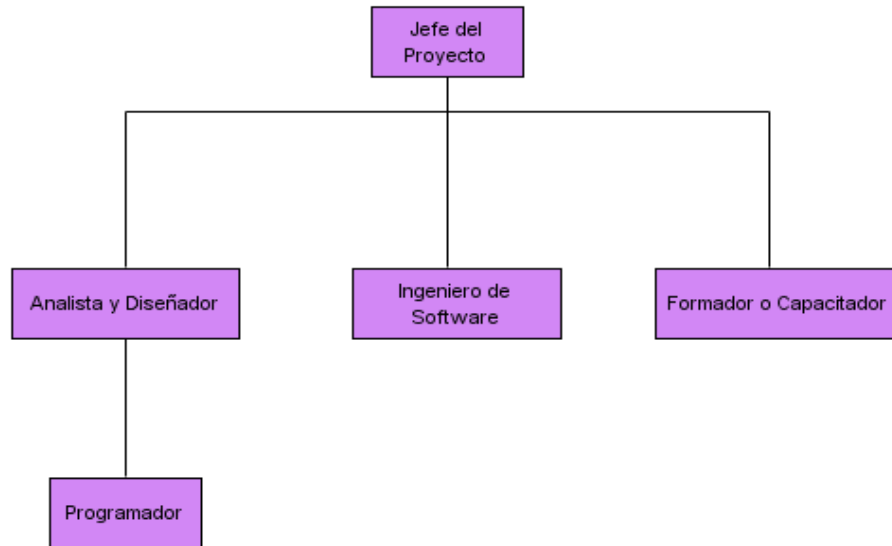 Jefe del
Proyecto
Analista y Diseñador
Ingeniero de
Software
Formador o Capacitador
Programador